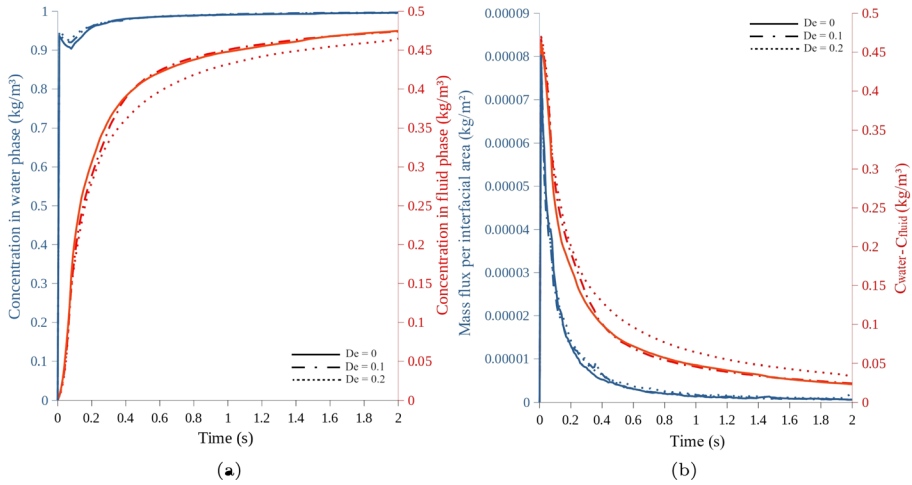 Concentration in water phase (kg/m³)
1
0.9
0.8
0.7
0.6
0.5
0.4
0.3
0.2
0.1
0
0.5
0.45
0.4
0.35
0.3
0.25
0.2
0.15
0.1
0.05
0
Concentration in fluid phase (kg/m³)
De = 0
De = 0.1
De = 0.2
0 0.2 0.4 0.6 0.8 1 1.2 1.4 1.6 1.8 2
Time (s)
(a)
Mass flux per interfacial area (kg/m²)
0.00009
0.00008
0.00007
0.00006
0.00005
0.00004
0.00003
0.00002
0.00001
0
0.5
0.45
0.4
0.35
0.3
0.25
0.2
0.15
0.1
0.05
0
Cwater-Cfluid (kg/m³)
De = 0
De = 0.1
De = 0.2
0 0.2 0.4 0.6 0.8 1 1.2 1.4 1.6 1.8 2
Time (s)
(b)